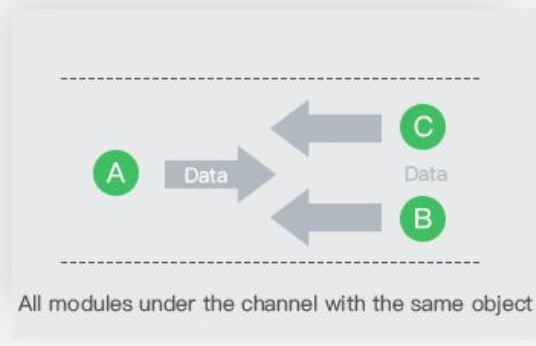 C
A
Data
Data
B
All modules under the channel with the same object